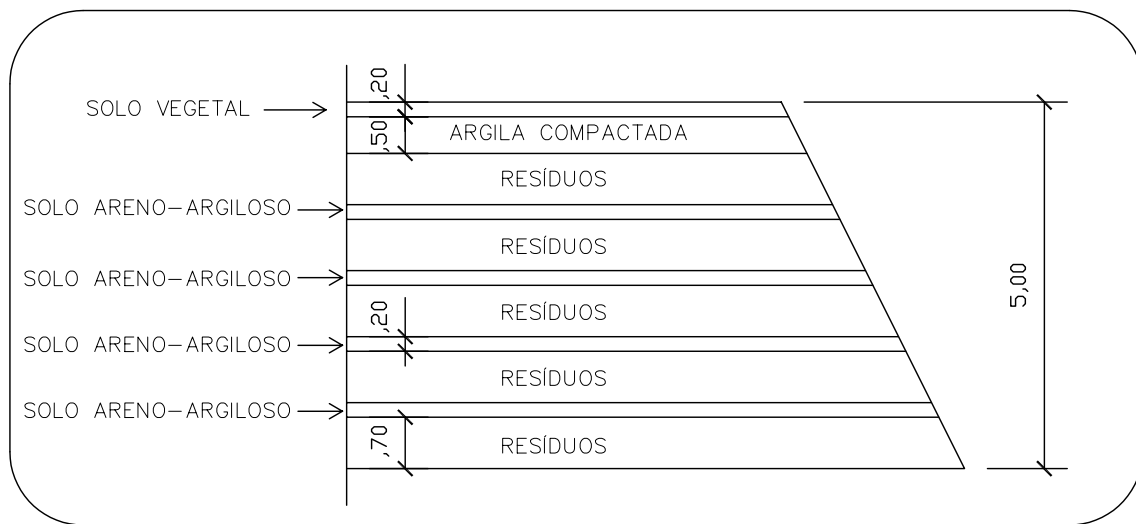 ,20
SOLO VEGETAL
,50
ARGILA COMPACTADA
RESÍDUOS
SOLO ARENO-ARGILOSO
RESÍDUOS
SOLO ARENO-ARGILOSO
5,00
,20
RESÍDUOS
SOLO ARENO-ARGILOSO
RESÍDUOS
SOLO ARENO-ARGILOSO
,70
RESÍDUOS